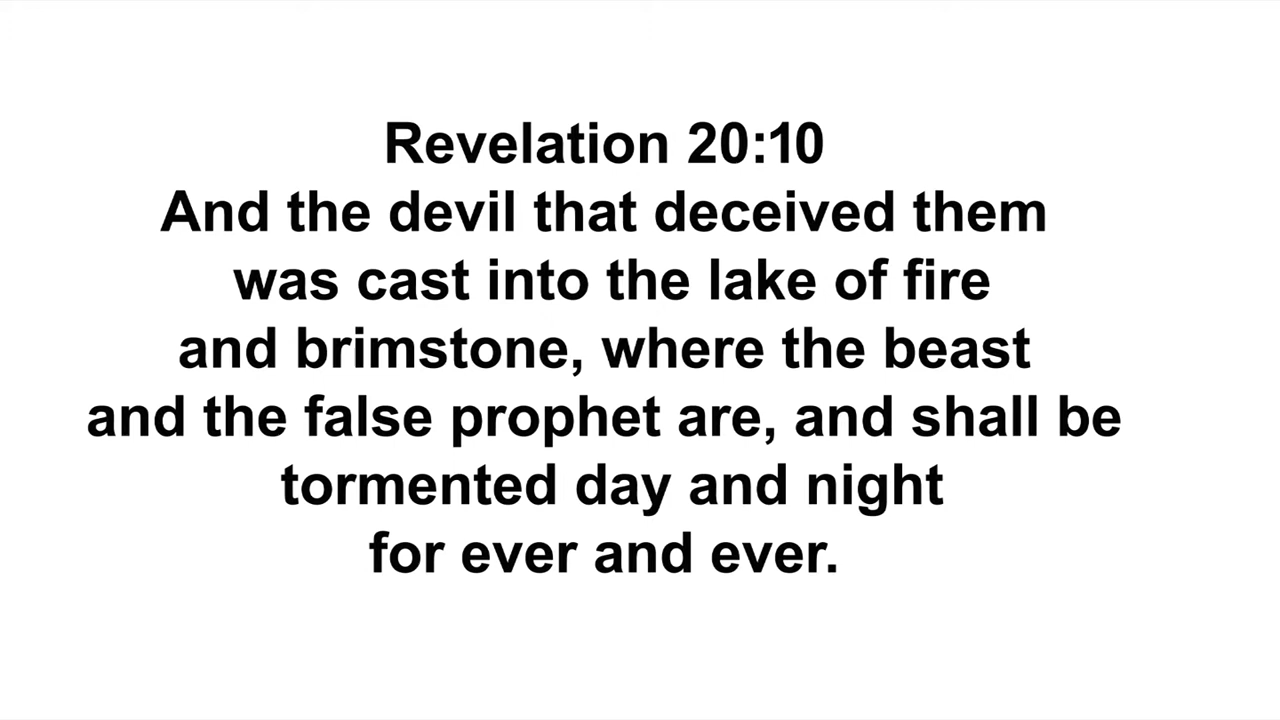 Revelation 20:10
And the devil that deceived them
was cast into the lake of fire
and brimstone, where the beast
and the false prophet are, and shall be
tormented day and night
for ever and ever.